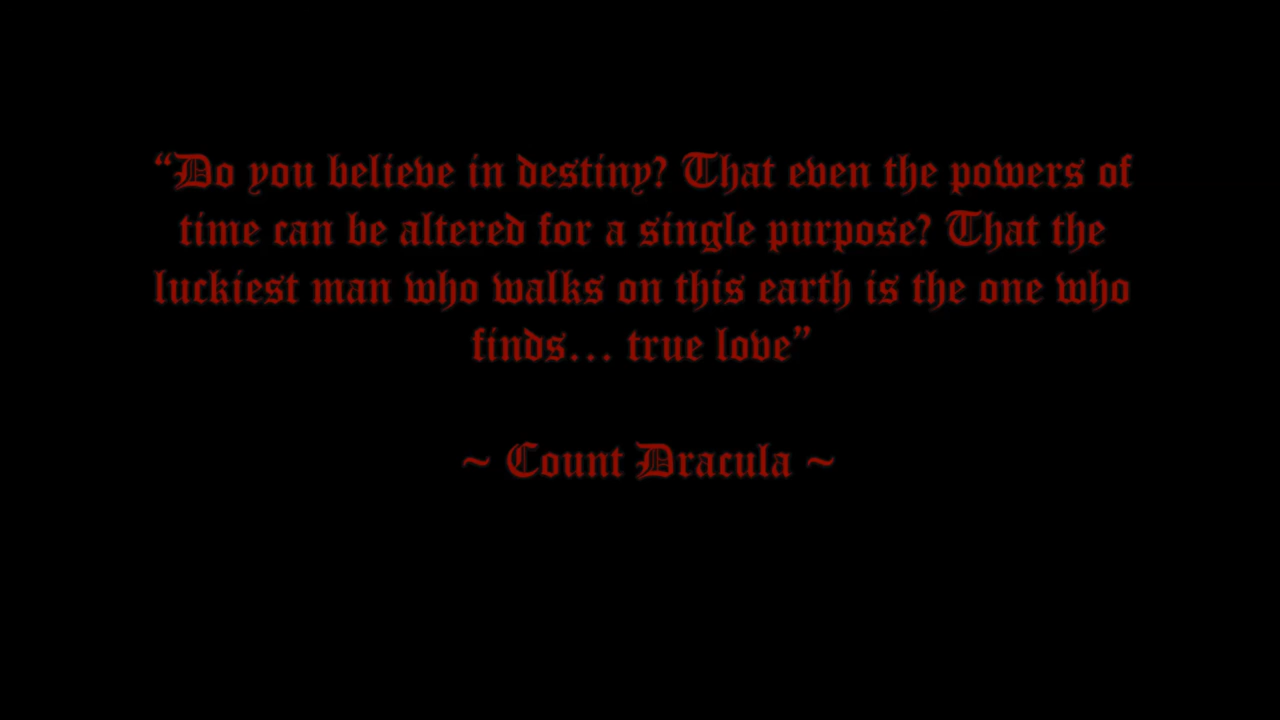 “Do you believe in destiny? That even the powers of
time can be altered for a single purpose? That the
luckiest man who walks on this earth is the one who
finds… true love”
~ Count Dracula ~